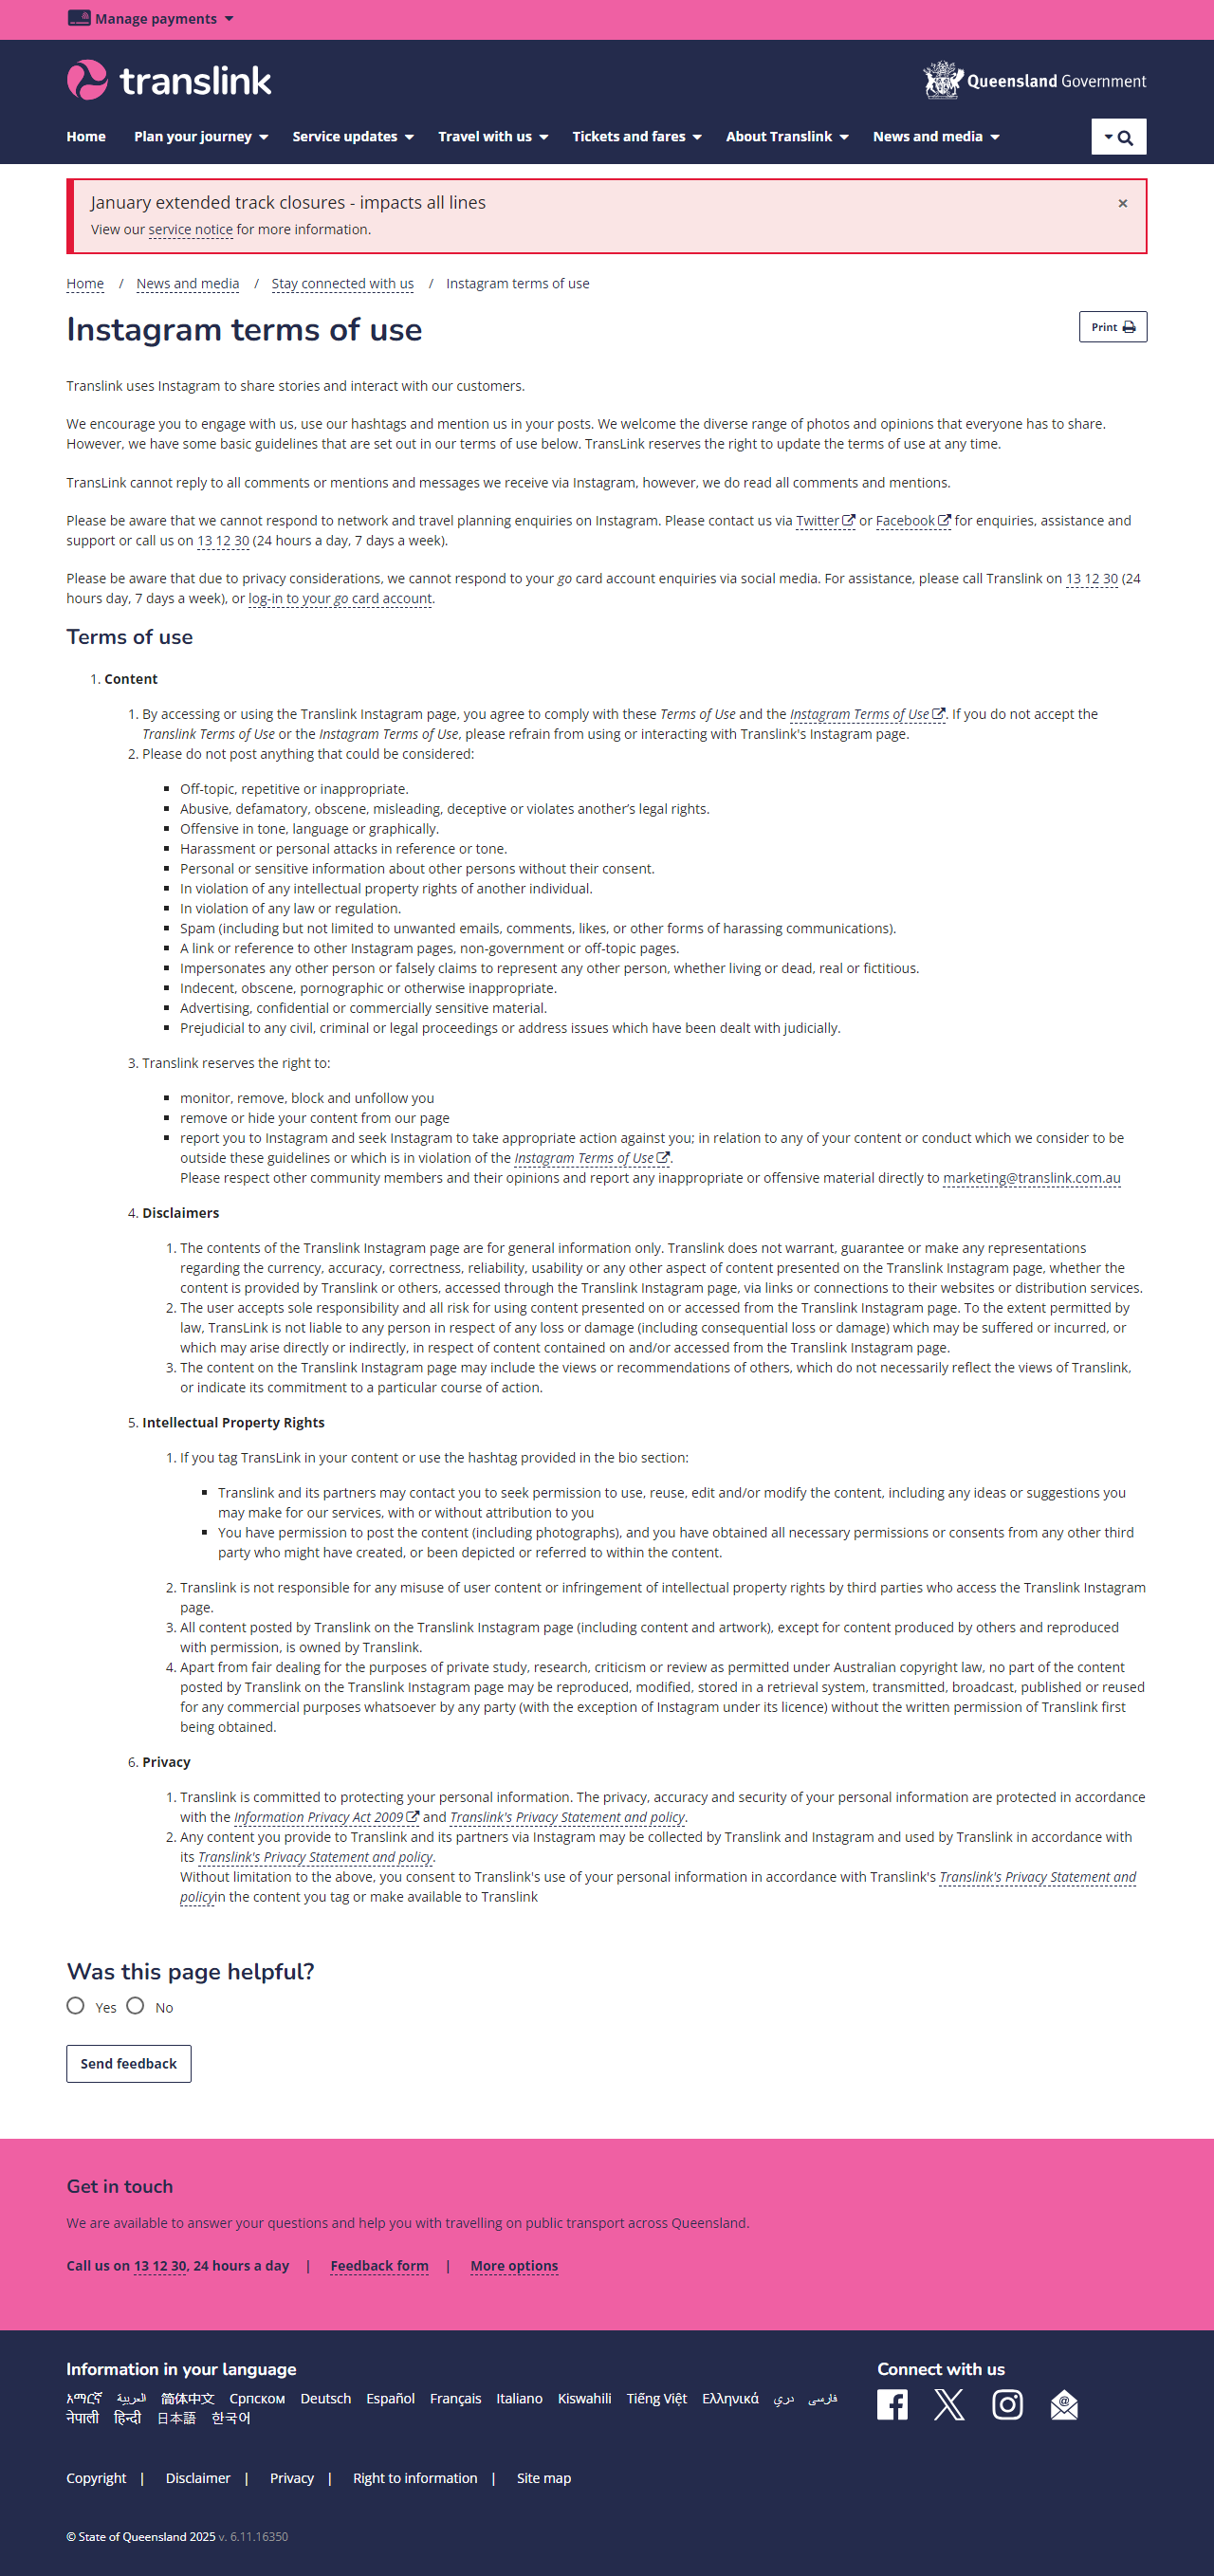 Manage payments
translink
Queensland Government
Home Plan your journey Service updates Travel with us Tickets and fares About Translink News and media
January extended track closures - impacts all lines
×
View our service notice for more information.
Home / News and media / Stay connected with us / Instagram terms of use
Instagram terms of use
Print
Translink uses Instagram to share stories and interact with our customers.
We encourage you to engage with us, use our hashtags and mention us in your posts. We welcome the diverse range of photos and opinions that everyone has to share.
However, we have some basic guidelines that are set out in our terms of use below. TransLink reserves the right to update the terms of use at any time.
TransLink cannot reply to all comments or mentions and messages we receive via Instagram, however, we do read all comments and mentions.
Please be aware that we cannot respond to network and travel planning enquiries on Instagram. Please contact us via Twitter or Facebook for enquiries, assistance and
support or call us on 13 12 30 (24 hours a day, 7 days a week).
Please be aware that due to privacy considerations, we cannot respond to your go card account enquiries via social media. For assistance, please call Translink on 13 12 30 (24
hours day, 7 days a week), or log-in to your go card account.
Terms of use
1. Content
1. By accessing or using the Translink Instagram page, you agree to comply with these Terms of Use and the Instagram Terms of Use. If you do not accept the
Translink Terms of Use or the Instagram Terms of Use, please refrain from using or interacting with Translink's Instagram page.
2. Please do not post anything that could be considered:
Off-topic, repetitive or inappropriate.
Abusive, defamatory, obscene, misleading, deceptive or violates another’s legal rights.
Offensive in tone, language or graphically.
Harassment or personal attacks in reference or tone.
Personal or sensitive information about other persons without their consent.
In violation of any intellectual property rights of another individual.
In violation of any law or regulation.
Spam (including but not limited to unwanted emails, comments, likes, or other forms of harassing communications).
A link or reference to other Instagram pages, non-government or off-topic pages.
Impersonates any other person or falsely claims to represent any other person, whether living or dead, real or fictitious.
Indecent, obscene, pornographic or otherwise inappropriate.
Advertising, confidential or commercially sensitive material.
Prejudicial to any civil, criminal or legal proceedings or address issues which have been dealt with judicially.
3. Translink reserves the right to:
monitor, remove, block and unfollow you
remove or hide your content from our page
report you to Instagram and seek Instagram to take appropriate action against you; in relation to any of your content or conduct which we consider to be
outside these guidelines or which is in violation of the Instagram Terms of Use.
Please respect other community members and their opinions and report any inappropriate or offensive material directly to marketing@translink.com.au
4. Disclaimers
1. The contents of the Translink Instagram page are for general information only. Translink does not warrant, guarantee or make any representations
regarding the currency, accuracy, correctness, reliability, usability or any other aspect of content presented on the Translink Instagram page, whether the
content is provided by Translink or others, accessed through the Translink Instagram page, via links or connections to their websites or distribution services.
2. The user accepts sole responsibility and all risk for using content presented on or accessed from the Translink Instagram page. To the extent permitted by
law, TransLink is not liable to any person in respect of any loss or damage (including consequential loss or damage) which may be suffered or incurred, or
which may arise directly or indirectly, in respect of content contained on and/or accessed from the Translink Instagram page.
3. The content on the Translink Instagram page may include the views or recommendations of others, which do not necessarily reflect the views of Translink,
or indicate its commitment to a particular course of action.
5. Intellectual Property Rights
1. If you tag TransLink in your content or use the hashtag provided in the bio section:
Translink and its partners may contact you to seek permission to use, reuse, edit and/or modify the content, including any ideas or suggestions you
may make for our services, with or without attribution to you
You have permission to post the content (including photographs), and you have obtained all necessary permissions or consents from any other third
party who might have created, or been depicted or referred to within the content.
2. Translink is not responsible for any misuse of user content or infringement of intellectual property rights by third parties who access the Translink Instagram
page.
3. All content posted by Translink on the Translink Instagram page (including content and artwork), except for content produced by others and reproduced
with permission, is owned by Translink.
4. Apart from fair dealing for the purposes of private study, research, criticism or review as permitted under Australian copyright law, no part of the content
posted by Translink on the Translink Instagram page may be reproduced, modified, stored in a retrieval system, transmitted, broadcast, published or reused
for any commercial purposes whatsoever by any party (with the exception of Instagram under its licence) without the written permission of Translink first
being obtained.
6. Privacy
1. Translink is committed to protecting your personal information. The privacy, accuracy and security of your personal information are protected in accordance
with the Information Privacy Act 2009 and Translink's Privacy Statement and policy.
2. Any content you provide to Translink and its partners via Instagram may be collected by Translink and Instagram and used by Translink in accordance with
its Translink's Privacy Statement and policy.
Without limitation to the above, you consent to Translink's use of your personal information in accordance with Translink's Translink's Privacy Statement and
policyin the content you tag or make available to Translink
Was this page helpful?
Yes No
Send feedback
Get in touch
We are available to answer your questions and help you with travelling on public transport across Queensland.
Call us on 13 12 30, 24 hours a day | Feedback form | More options
Information in your language
አማርኛ العربية 简体中文 Српском Deutsch Español Français Italiano Kiswahili Tiếng Việt Ελληνικά دري فارسی
नेपाली हिन्दी 日本語 한국어
Connect with us
Copyright | Disclaimer | Privacy | Right to information | Site map
© State of Queensland 2025 v. 6.11.16350